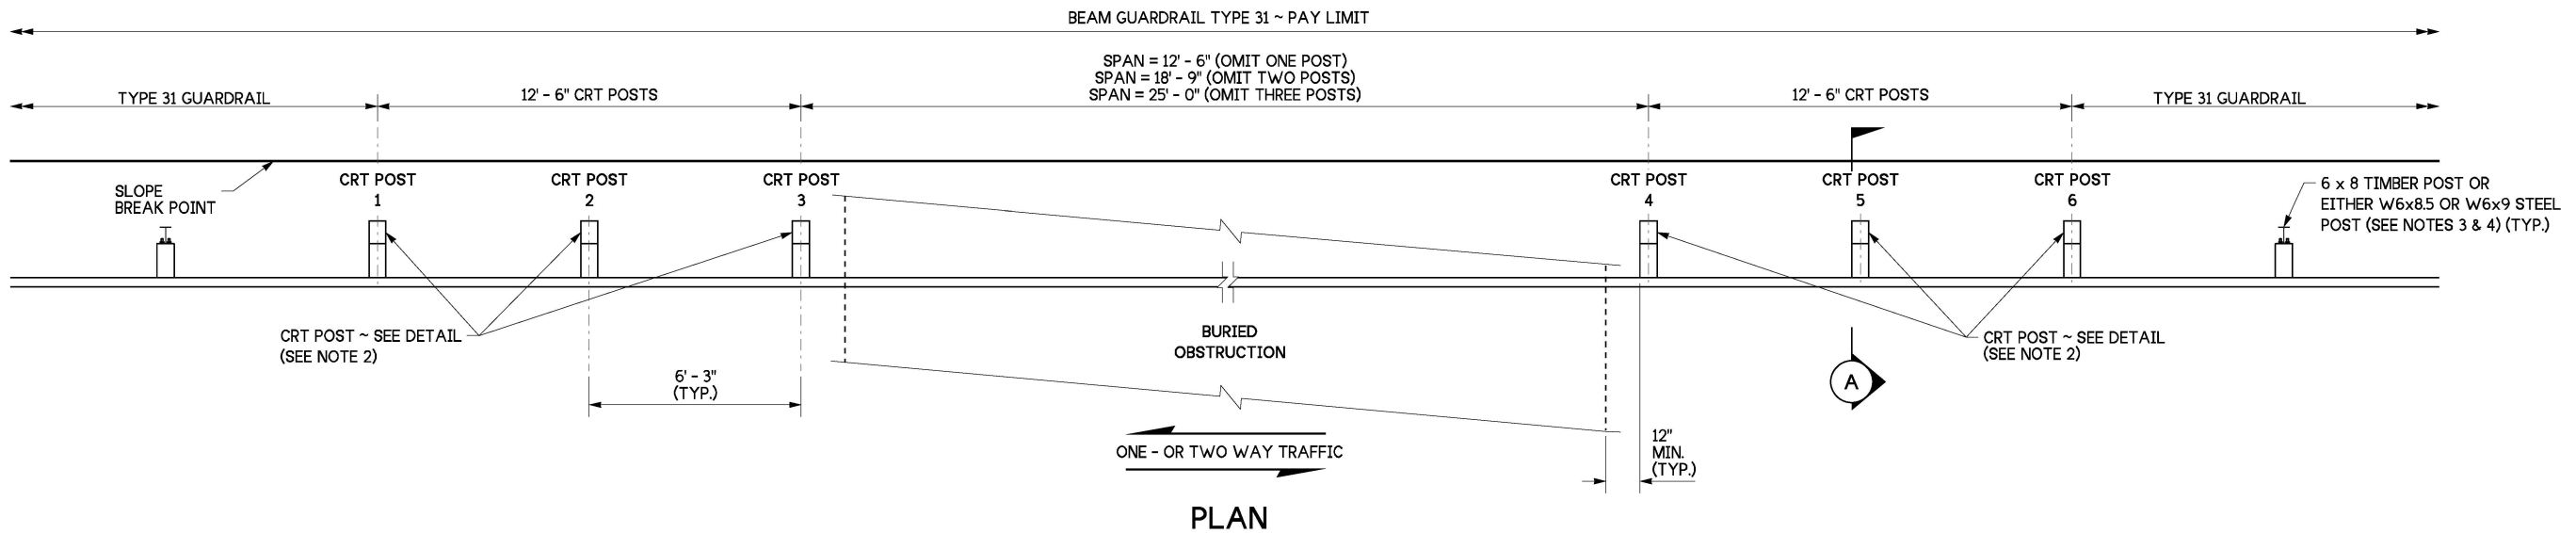 BEAM GUARDRAIL TYPE 31 ~ PAY LIMIT
SPAN = 12' - 6" (OMIT ONE POST)
SPAN = 18' - 9" (OMIT TWO POSTS)
SPAN = 25' - 0" (OMIT THREE POSTS)
TYPE 31 GUARDRAIL
12' - 6" CRT POSTS
12' - 6" CRT POSTS
TYPE 31 GUARDRAIL
SLOPE
BREAK POINT
CRT POST
1
CRT POST
2
CRT POST
3
CRT POST
4
CRT POST
5
CRT POST
6
6 x 8 TIMBER POST OR
EITHER W6x8.5 OR W6x9 STEEL
POST (SEE NOTES 3 & 4) (TYP.)
CRT POST ~ SEE DETAIL
(SEE NOTE 2)
BURIED
OBSTRUCTION
CRT POST ~ SEE DETAIL
(SEE NOTE 2)
6' - 3"
(TYP.)
A
ONE - OR TWO WAY TRAFFIC
12"
MIN.
(TYP.)
PLAN